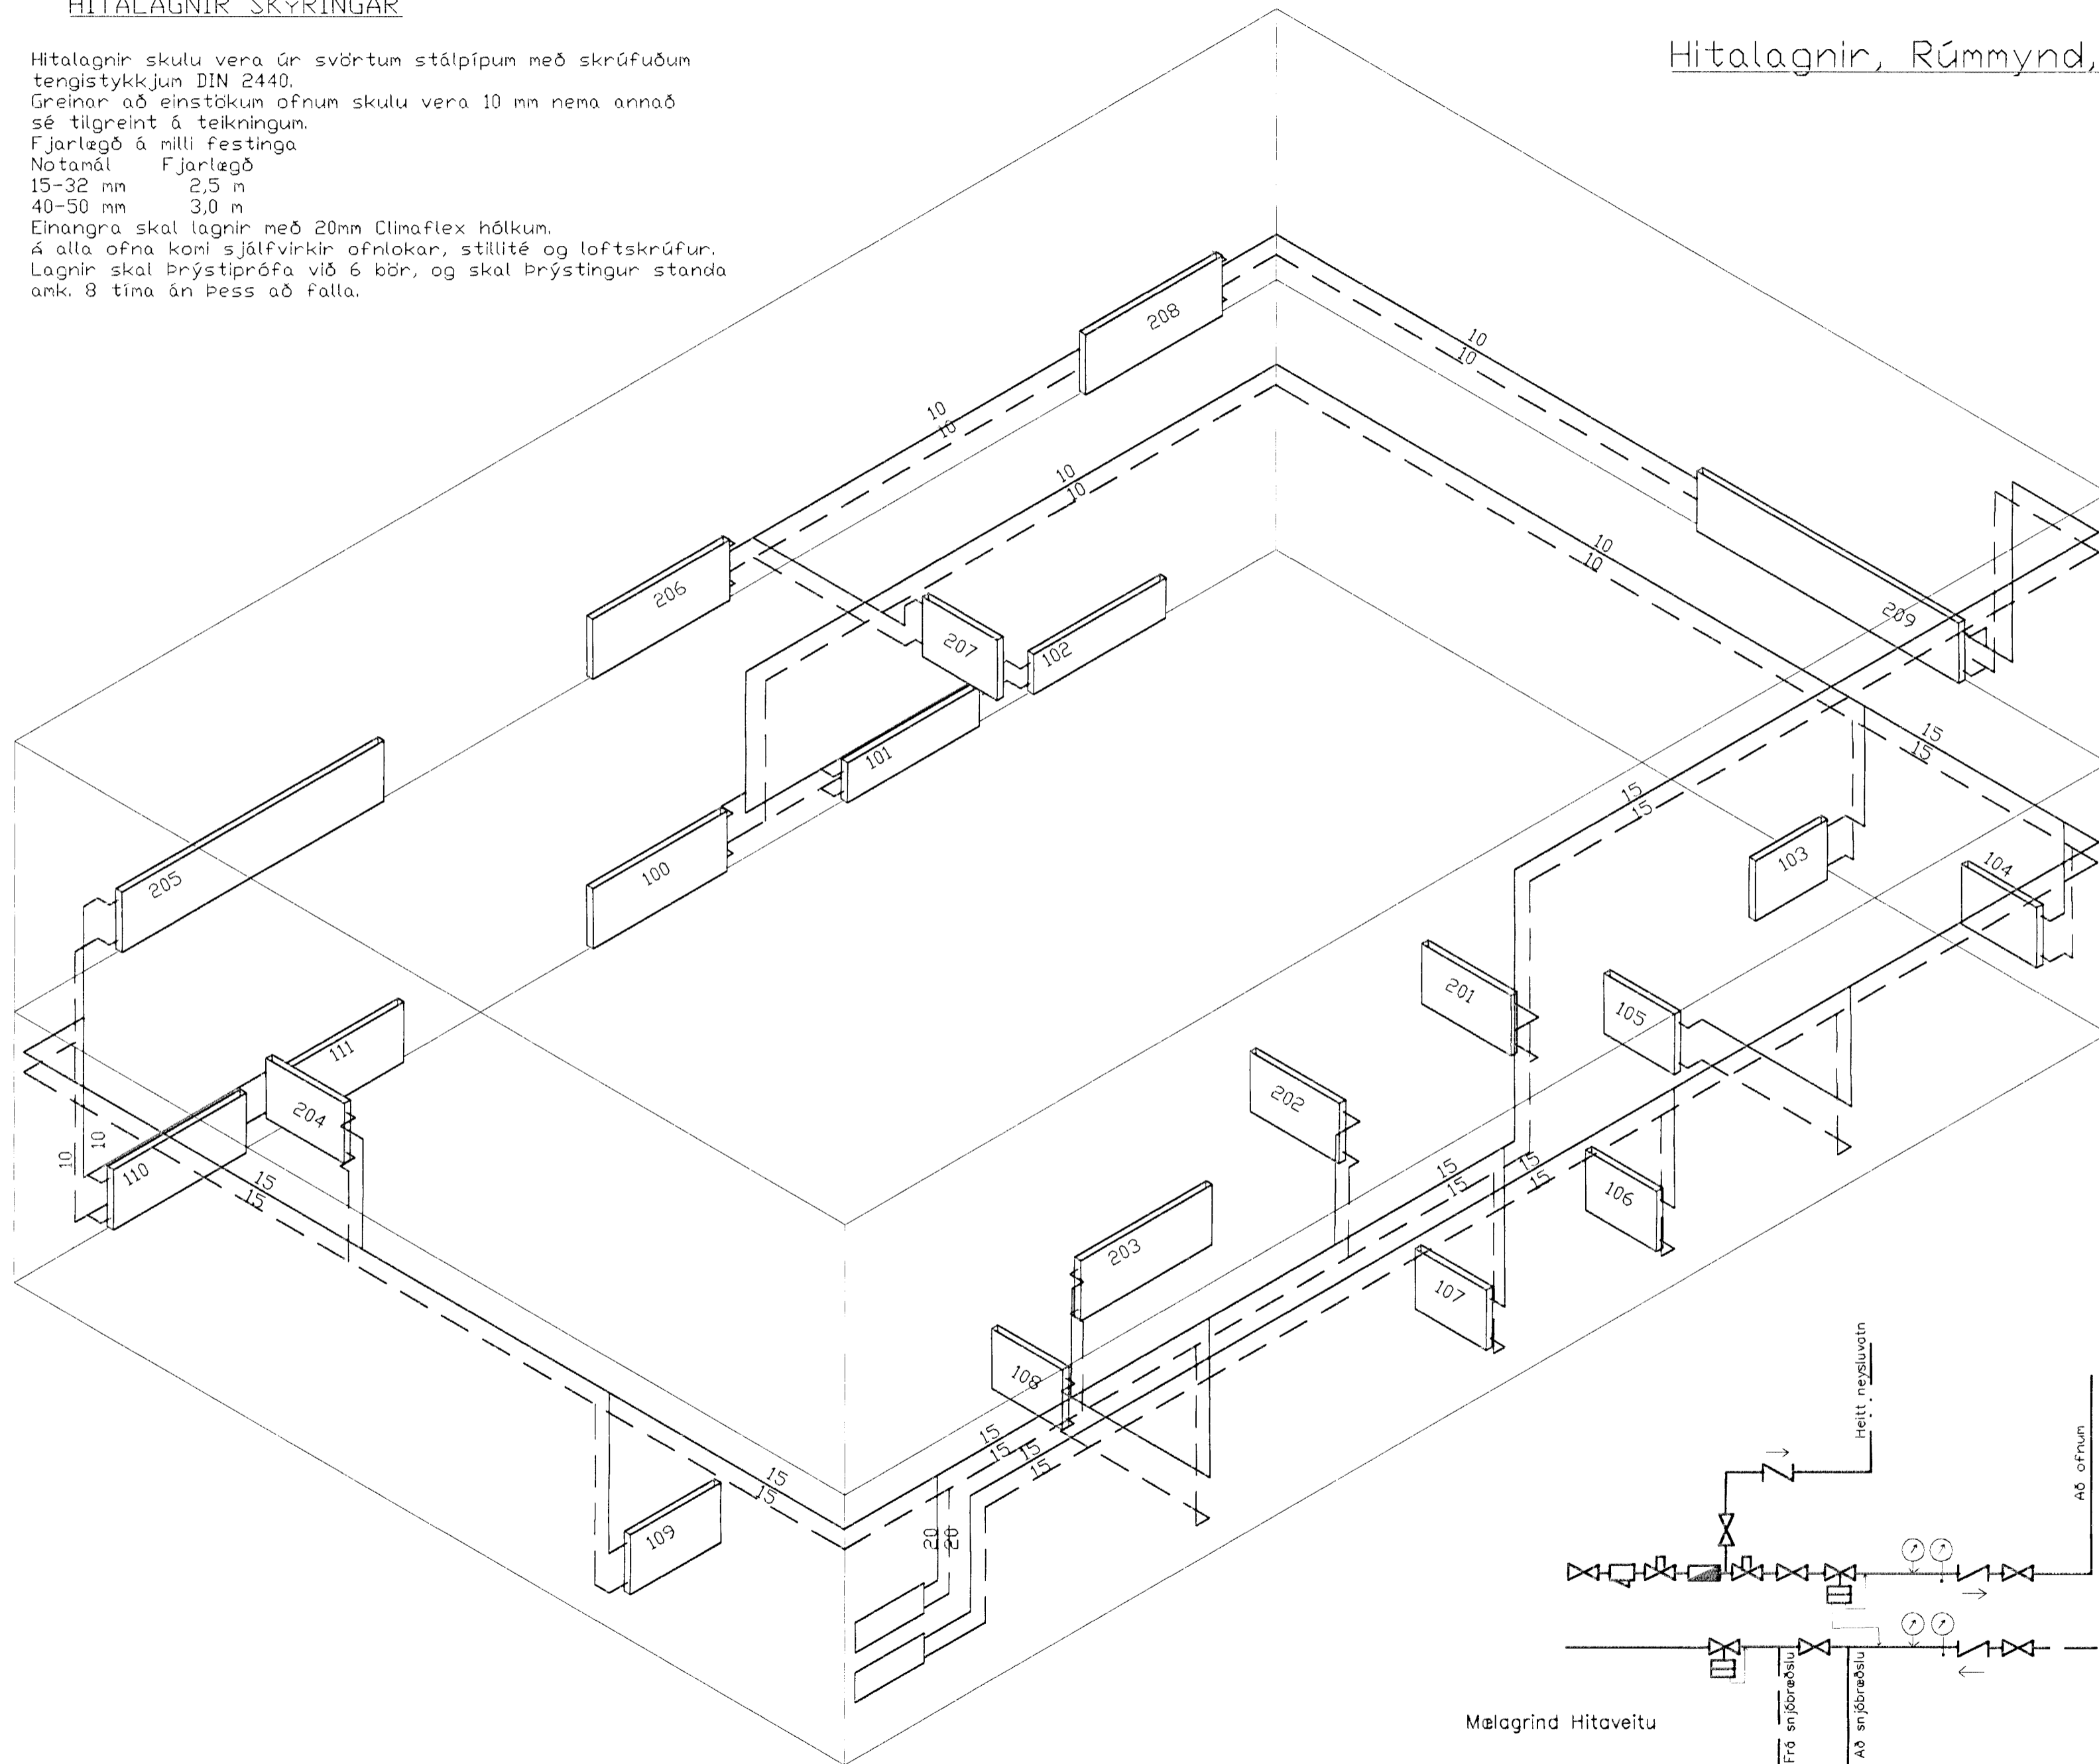 HITALAGNIR SKÝRINGAR
Hitalagnir, Rúmmynd,
Hitalagnir skulu vera úr svörtum stálpípum með skrúfuðum
tengistykkjum DIN 2440.
Greinar að einstökum ofnum skulu vera 10 mm nema annað
sé tilgreint á teikningum.
Fjarlægð á milli festinga
Notamál Fjarlægð
15-32 mm 2,5 m
40-50 mm 3,0 m
Einangra skal lagnir með 20mm Climaflex hólkum.
Á alla ofna komi sjálfvirkir ofnlokar, stillité og loftskrúfur.
Lagnir skal Þrýstiprófa við 6 bör, og skal Þrýstingur standa
amk. 8 tíma án Þess að falla.
208
10
10
10
10
10
10
206
10
10
207
102
209
101
15
15
100
15
15
103
104
205
201
105
111
202
204
10
10
110
15
15
15
15
15
15
106
203
107
108
15
15
15
15
15
15
20
20
109
Heitt neysluvatn
Að ofnum
Frá snjóbræðslu
Að snjóbræðslu
Mælagrind Hitaveitu